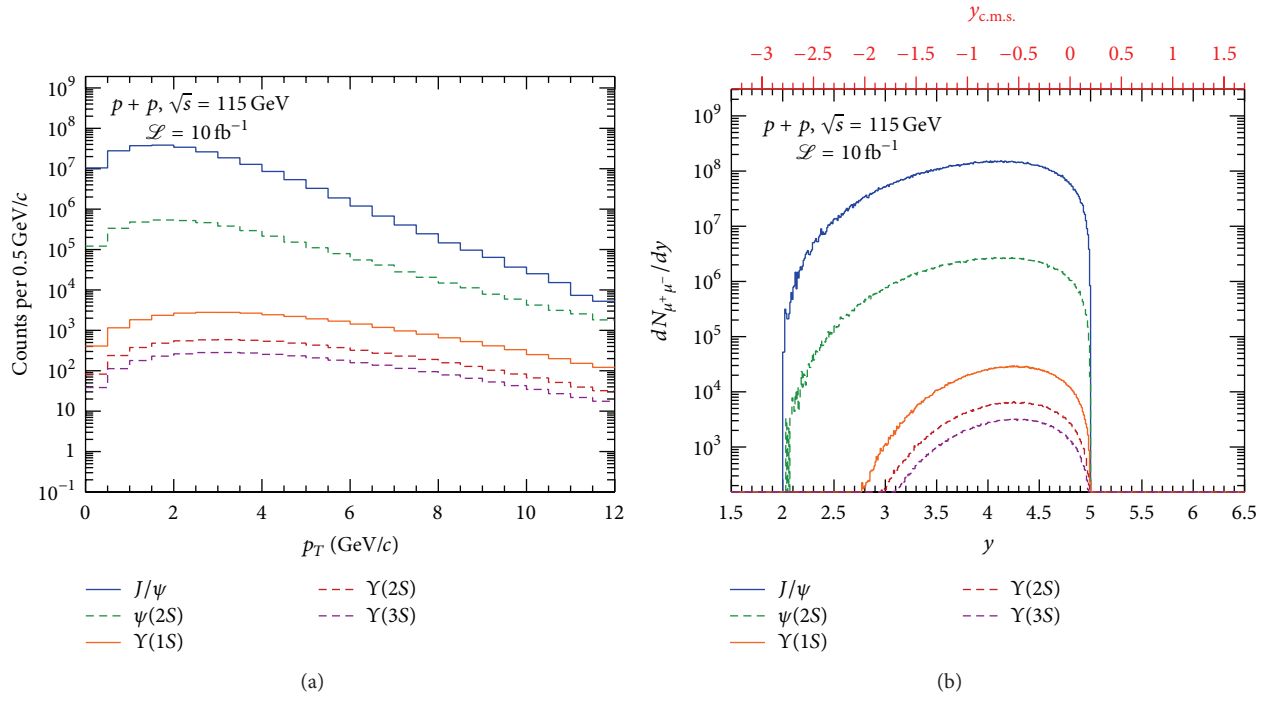 10⁹
10⁸
10⁷
10⁶
10⁵
10⁴
10³
10²
10
1
10⁻¹
Counts per 0.5 GeV/c
p + p, √s = 115 GeV
ℒ = 10 fb⁻¹
0 2 4 6 8 10 12
p_T (GeV/c)
J/ψ
ψ(2S)
Υ(1S)
Υ(2S)
Υ(3S)
(a)
y_c.m.s.
−3 −2.5 −2 −1.5 −1 −0.5 0 0.5 1 1.5
10⁹
10⁸
10⁷
10⁶
10⁵
10⁴
10³
dN_μ⁺μ⁻/dy
p + p, √s = 115 GeV
ℒ = 10 fb⁻¹
1.5 2 2.5 3 3.5 4 4.5 5 5.5 6 6.5
y
J/ψ
ψ(2S)
Υ(1S)
Υ(2S)
Υ(3S)
(b)